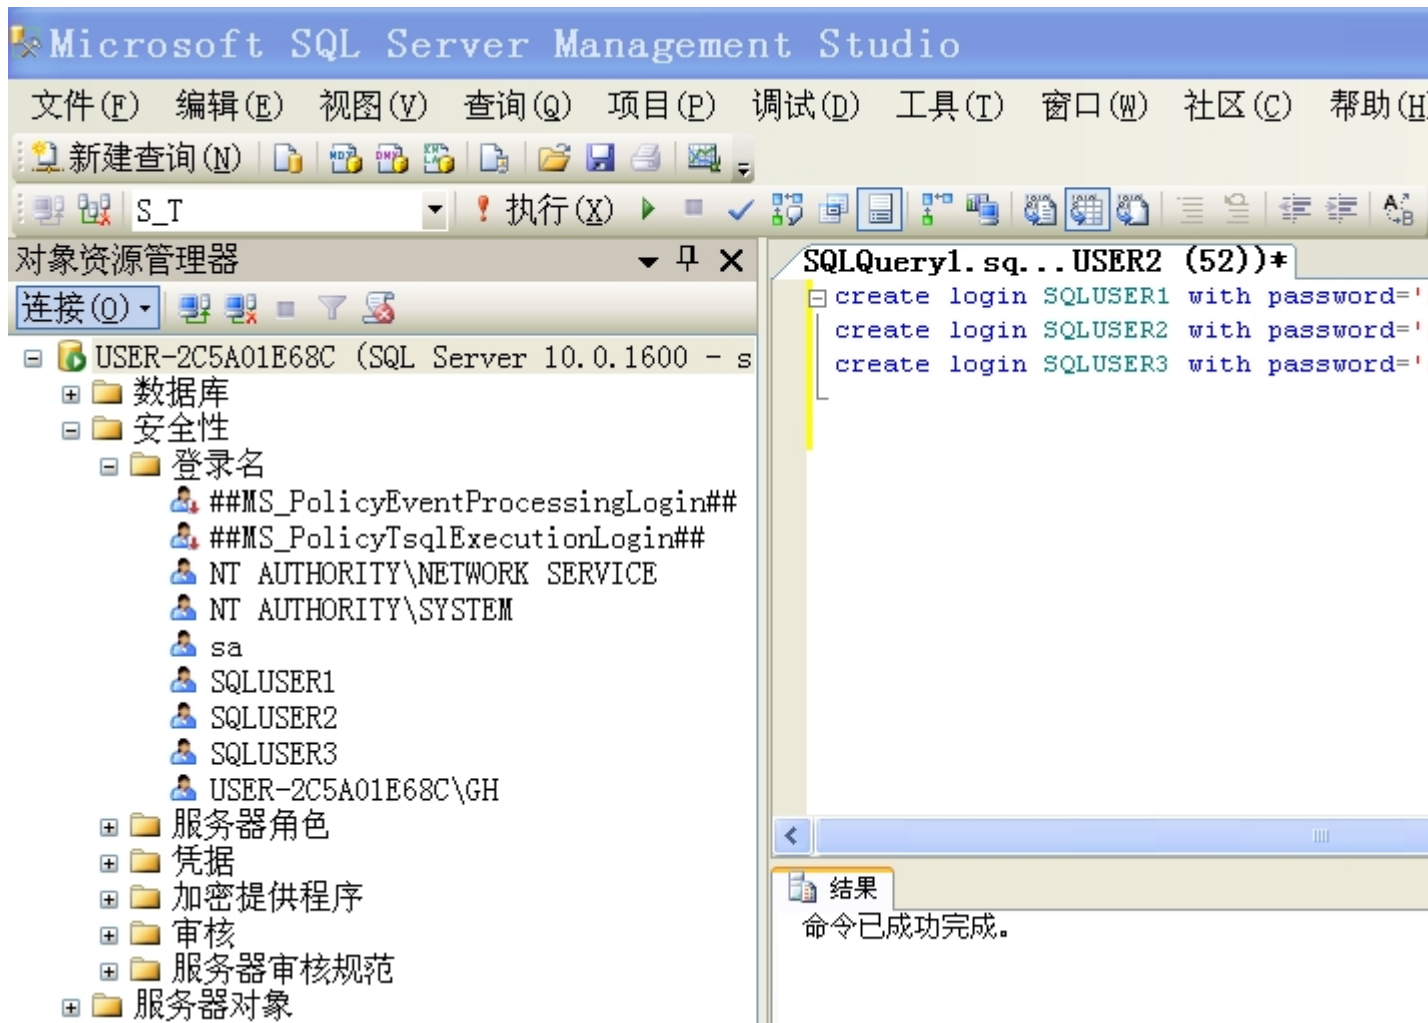 Microsoft SQL Server Management Studio
文件(F) 编辑(E) 视图(V) 查询(Q) 项目(P) 调试(D) 工具(T) 窗口(W) 社区(C) 帮助(H
新建查询(N)
S_T 执行(X)
对象资源管理器
连接(O)
USER-2C5A01E68C (SQL Server 10.0.1600 - s
数据库
安全性
登录名
##MS_PolicyEventProcessingLogin##
##MS_PolicyTsqlExecutionLogin##
NT AUTHORITY\NETWORK SERVICE
NT AUTHORITY\SYSTEM
sa
SQLUSER1
SQLUSER2
SQLUSER3
USER-2C5A01E68C\GH
服务器角色
凭据
加密提供程序
审核
服务器审核规范
服务器对象
SQLQuery1.sq...USER2 (52))*
create login SQLUSER1 with password='
create login SQLUSER2 with password='
create login SQLUSER3 with password='
结果
命令已成功完成。